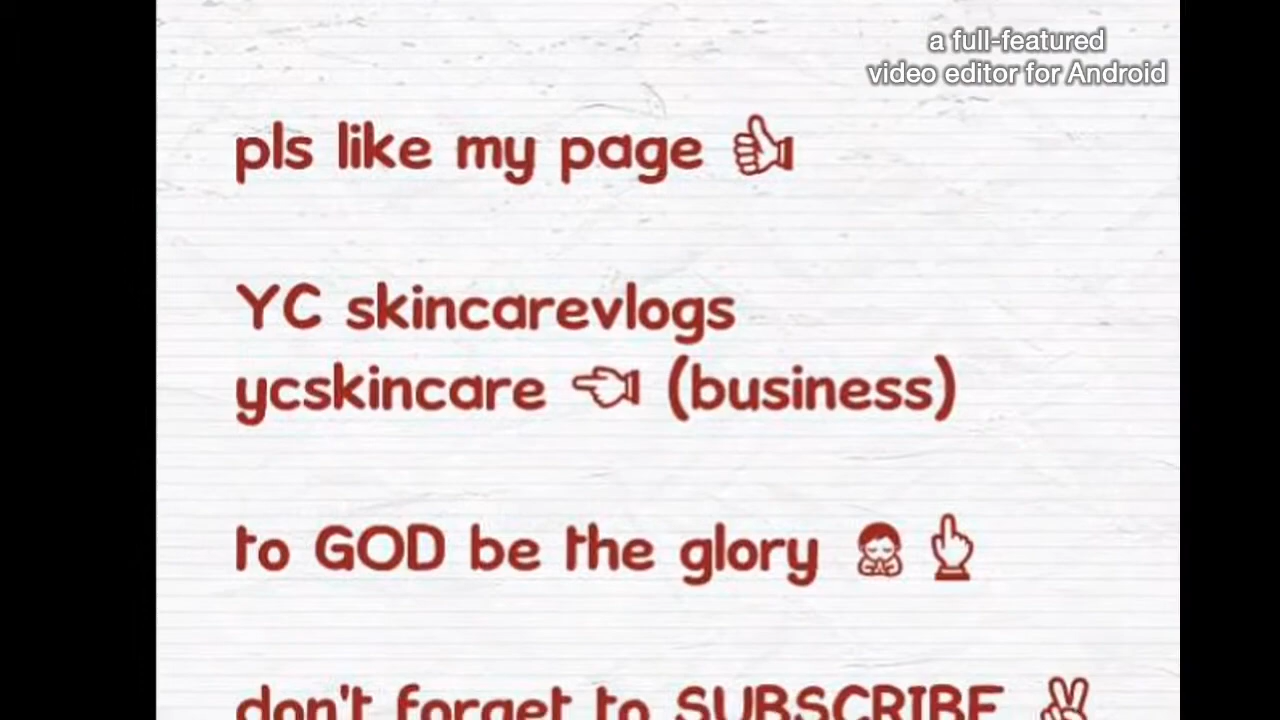 a full-featured
video editor for Android
pls like my page 👍
YC skincarevlogs
ycskincare 👈 (business)
to GOD be the glory 🙏 👆
don't forget to SUBSCRIBE ✌